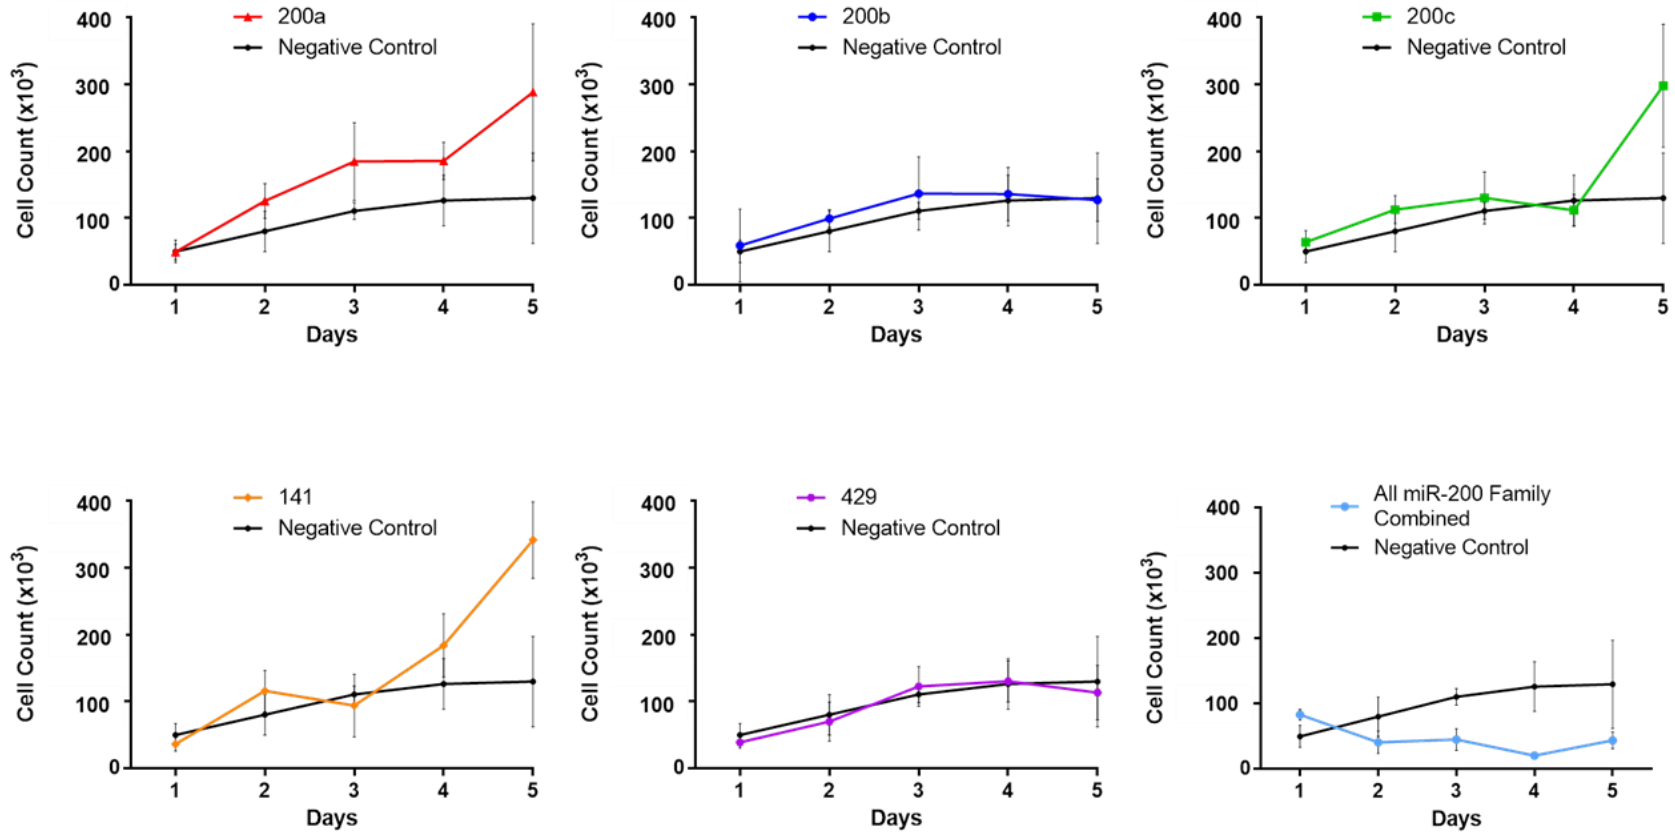 200a
Negative Control
400
300
200
100
0
Cell Count (x10³)
1 2 3 4 5
Days
200b
Negative Control
400
300
200
100
0
Cell Count (x10³)
1 2 3 4 5
Days
200c
Negative Control
400
300
200
100
0
Cell Count (x10³)
1 2 3 4 5
Days
141
Negative Control
400
300
200
100
0
Cell Count (x10³)
1 2 3 4 5
Days
429
Negative Control
400
300
200
100
0
Cell Count (x10³)
1 2 3 4 5
Days
All miR-200 Family
Combined
Negative Control
400
300
200
100
0
Cell Count (x10³)
1 2 3 4 5
Days